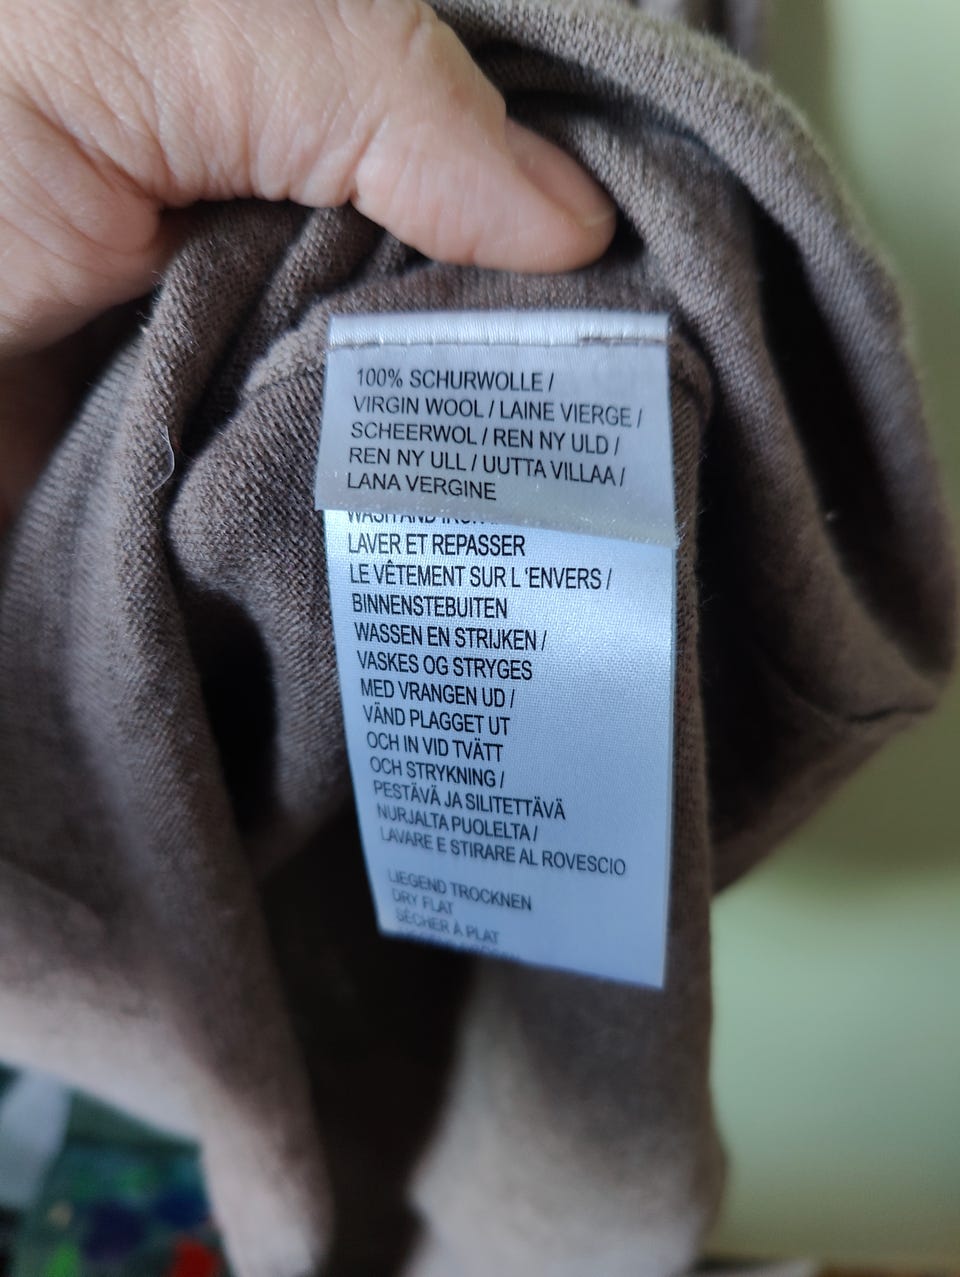 100% SCHURWOLLE /
VIRGIN WOOL / LAINE VIERGE /
SCHEERWOL / REN NY ULD /
REN NY ULL / UUTTA VILLAA /
LANA VERGINE
WASH AND IRON
LAVER ET REPASSER
LE VÊTEMENT SUR L 'ENVERS /
BINNENSTEBUITEN
WASSEN EN STRIJKEN /
VASKES OG STRYGES
MED VRANGEN UD /
VÄND PLAGGET UT
OCH IN VID TVÄTT
OCH STRYKNING /
PESTÄVÄ JA SILITETTÄVÄ
NURJALTA PUOLELTA /
LAVARE E STIRARE AL ROVESCIO
LIEGEND TROCKNEN
DRY FLAT
SÉCHER À PLAT